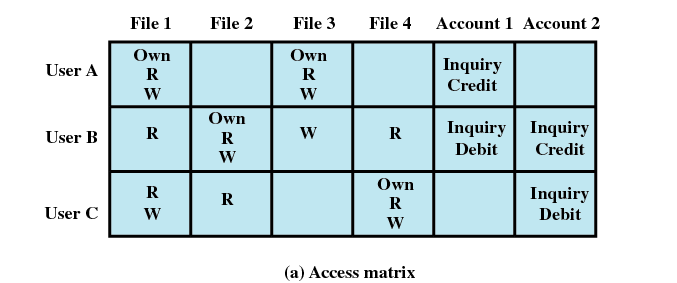 File 1 File 2 File 3 File 4 Account 1 Account 2
User A
Own
R
W
Own
R
W
Inquiry
Credit
User B
R
Own
R
W
W
R
Inquiry
Debit
Inquiry
Credit
User C
R
W
R
Own
R
W
Inquiry
Debit
(a) Access matrix